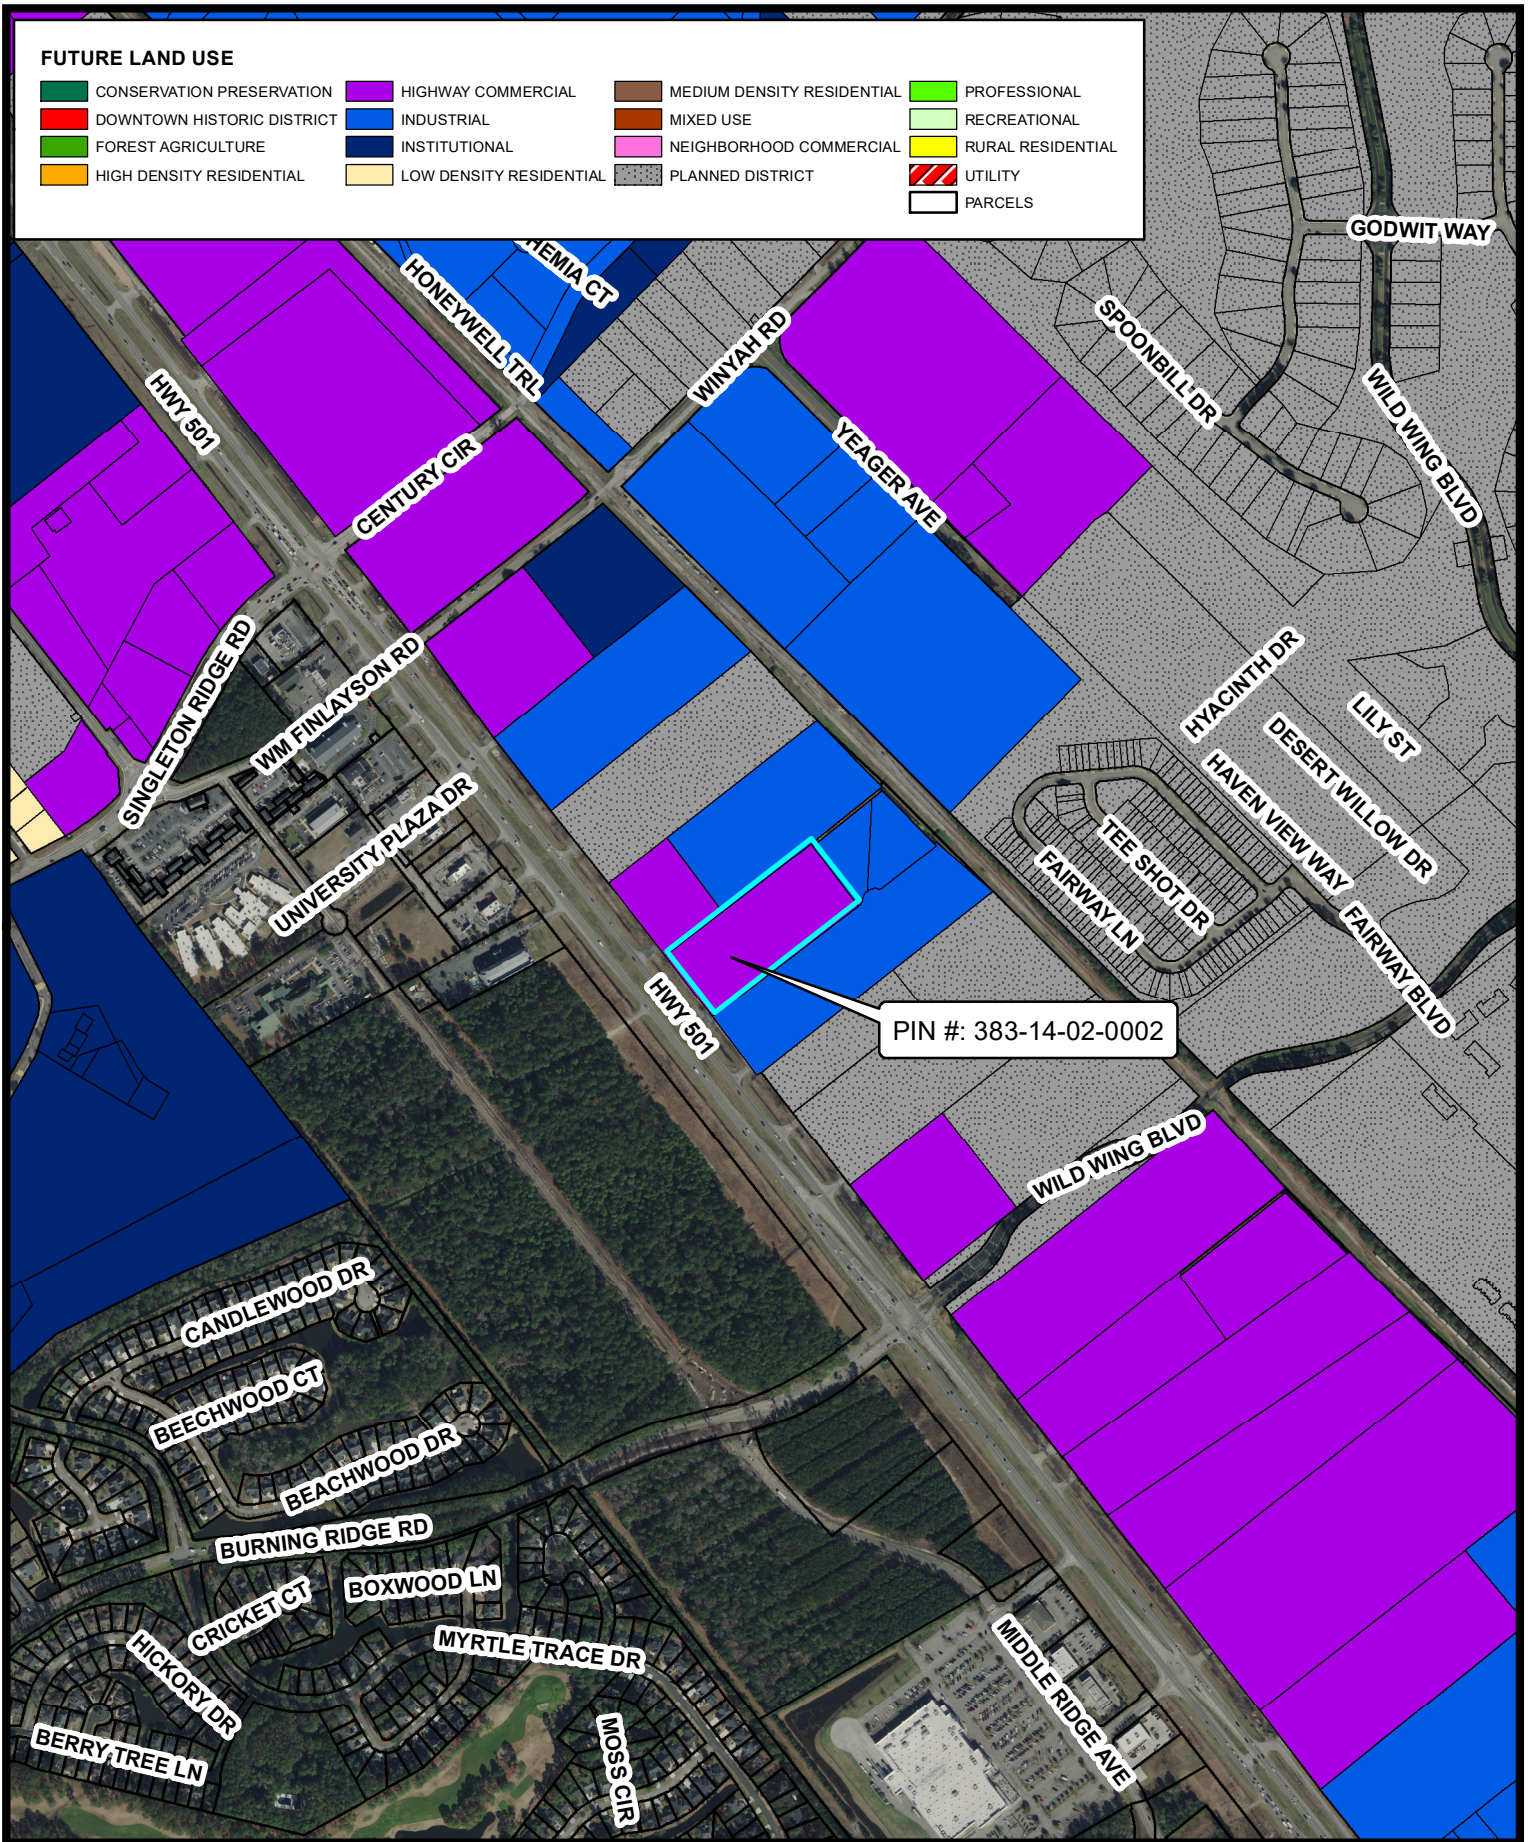 FUTURE LAND USE
CONSERVATION PRESERVATION
DOWNTOWN HISTORIC DISTRICT
FOREST AGRICULTURE
HIGH DENSITY RESIDENTIAL
HIGHWAY COMMERCIAL
INDUSTRIAL
INSTITUTIONAL
LOW DENSITY RESIDENTIAL
MEDIUM DENSITY RESIDENTIAL
MIXED USE
NEIGHBORHOOD COMMERCIAL
PLANNED DISTRICT
PROFESSIONAL
RECREATIONAL
RURAL RESIDENTIAL
UTILITY
PARCELS
GODWIT WAY
HEMIA CT
HONEYWELL TRL
WINYAH RD
SPOONBILL DR
WILD WING BLVD
HWY 501
CENTURY CIR
YEAGER AVE
SINGLETON RIDGE RD
WM FINLAYSON RD
HYACINTH DR
LILY ST
DESERT WILLOW DR
HAVEN VIEW WAY
UNIVERSITY PLAZA DR
TEE SHOT DR
FAIRWAY LN
FAIRWAY BLVD
HWY 501
PIN #: 383-14-02-0002
WILD WING BLVD
CANDLEWOOD DR
BEECHWOOD CT
BEACHWOOD DR
BURNING RIDGE RD
BOXWOOD LN
CRICKET CT
MYRTLE TRACE DR
HICKORY DR
MIDDLE RIDGE AVE
BERRY TREE LN
MOSS CIR